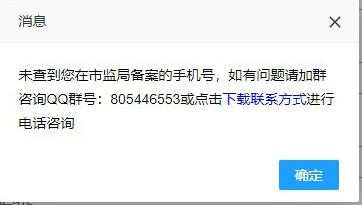 消息
未查到您在市监局备案的手机号，如有问题请加群
咨询QQ群号：805446553或点击下载联系方式进行
电话咨询
确定